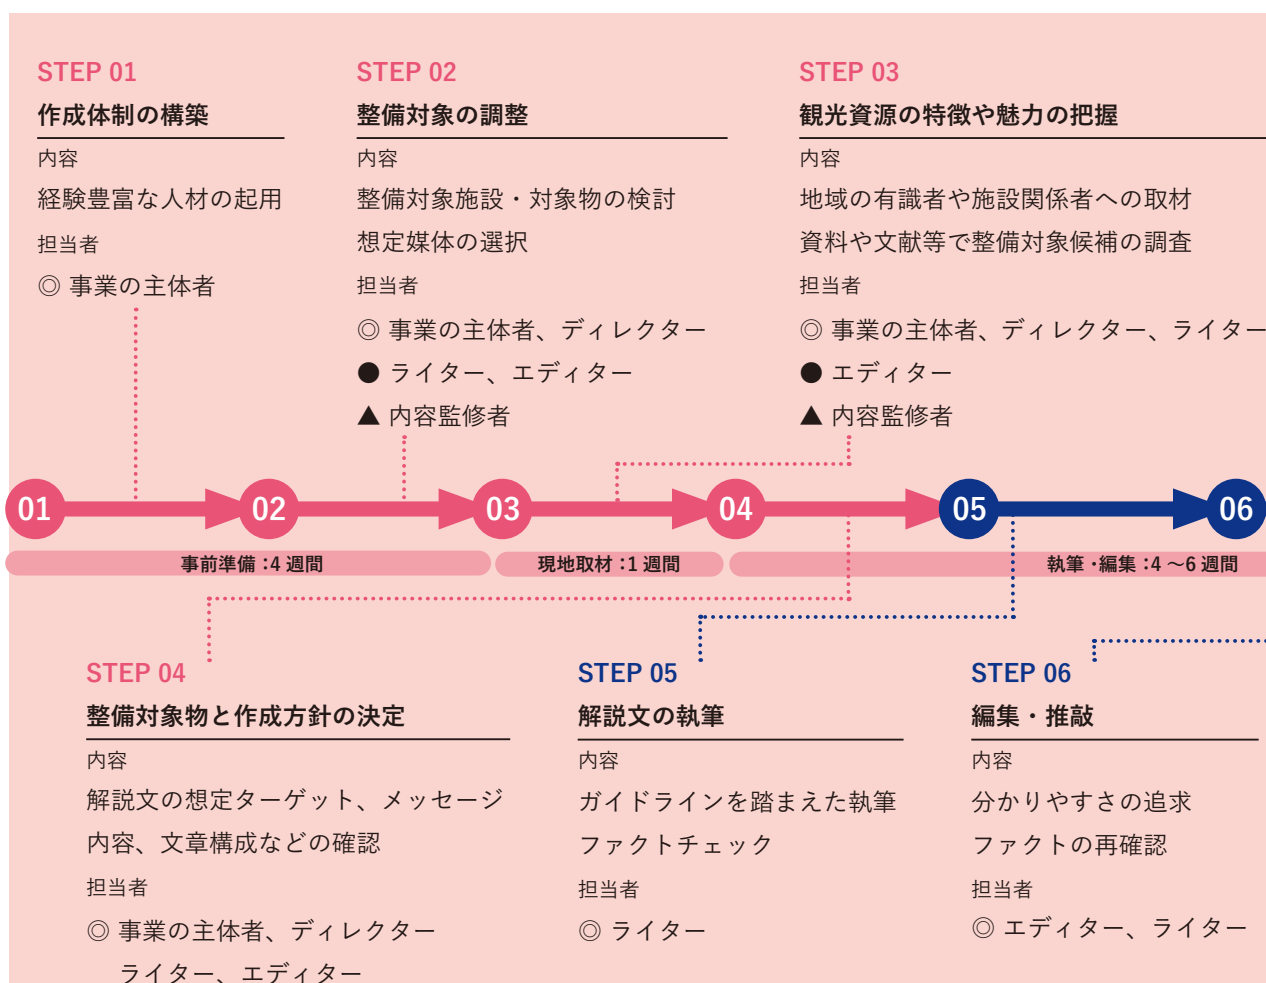 STEP 01
作成体制の構築
内容
経験豊富な人材の起用
担当者
◎ 事業の主体者
STEP 02
整備対象の調整
内容
整備対象施設・対象物の検討
想定媒体の選択
担当者
◎ 事業の主体者、ディレクター
● ライター、エディター
▲ 内容監修者
STEP 03
観光資源の特徴や魅力の把握
内容
地域の有識者や施設関係者への取材
資料や文献等で整備対象候補の調査
担当者
◎ 事業の主体者、ディレクター、ライター
● エディター
▲ 内容監修者
01
02
03
04
05
06
事前準備：4 週間
現地取材：1 週間
執筆・編集：4 ～6 週間
STEP 04
整備対象物と作成方針の決定
内容
解説文の想定ターゲット、メッセージ
内容、文章構成などの確認
担当者
◎ 事業の主体者、ディレクター
ライター、エディター
STEP 05
解説文の執筆
内容
ガイドラインを踏まえた執筆
ファクトチェック
担当者
◎ ライター
STEP 06
編集・推敲
内容
分かりやすさの追求
ファクトの再確認
担当者
◎ エディター、ライター